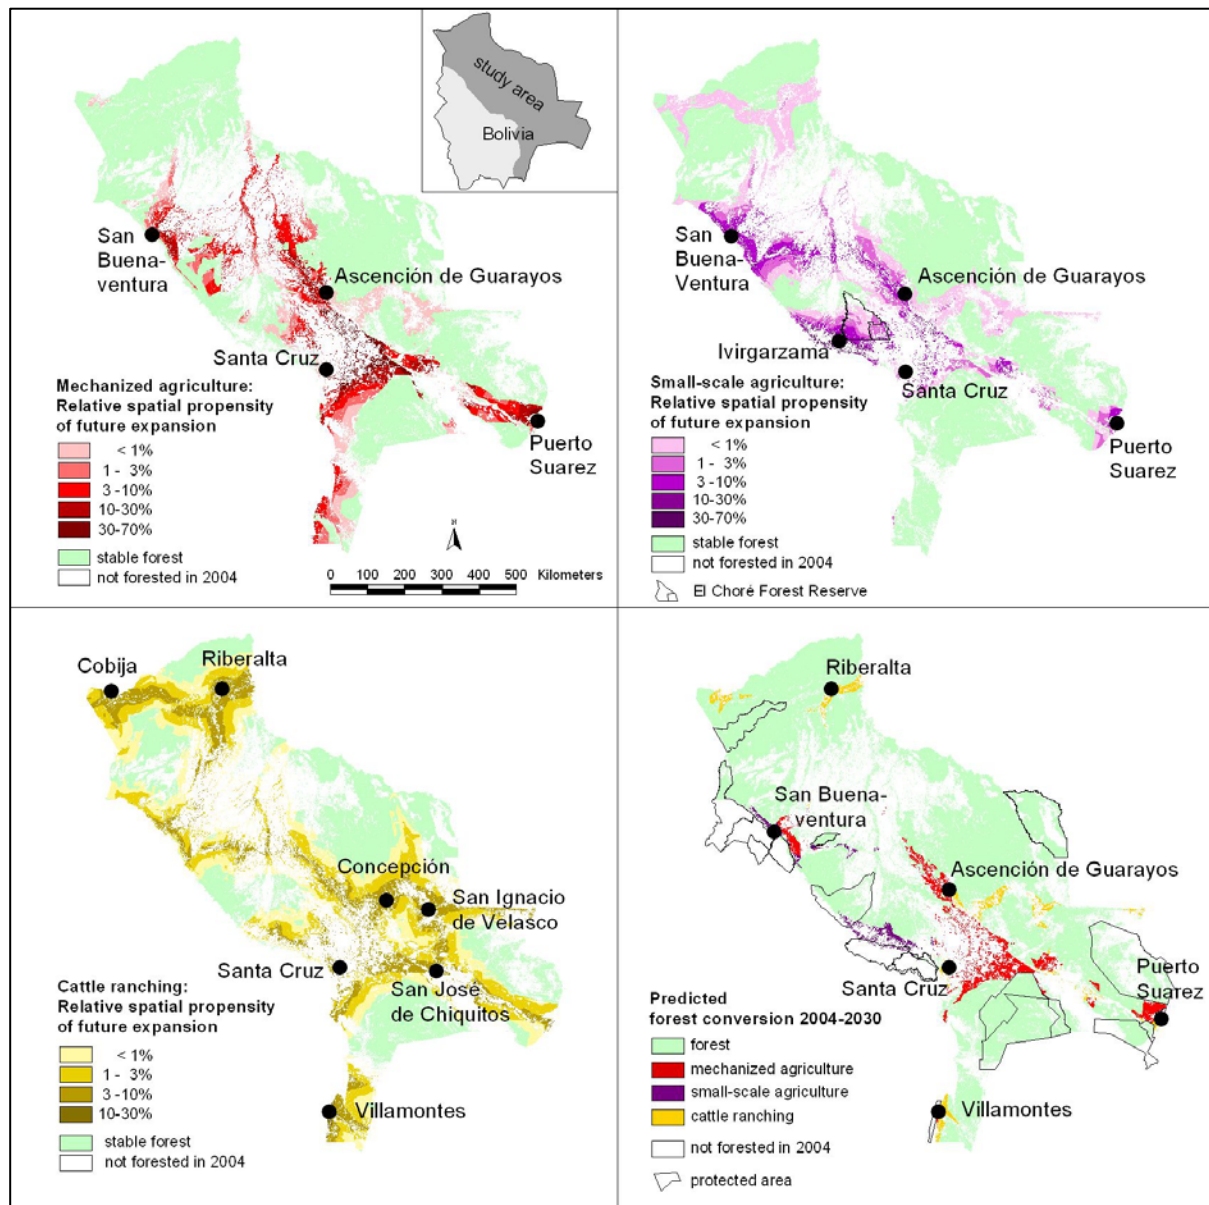 study area
Bolivia
San
Buena-
ventura
Ascención de Guarayos
Santa Cruz
Puerto
Suarez
Mechanized agriculture:
Relative spatial propensity
of future expansion
< 1%
1 - 3%
3 -10%
10-30%
30-70%
stable forest
not forested in 2004
N
0 100 200 300 400 500 Kilometers
San
Buena-
Ventura
Ascención de Guarayos
Ivirgarzama
Santa Cruz
Puerto
Suarez
Small-scale agriculture:
Relative spatial propensity
of future expansion
< 1%
1 - 3%
3 -10%
10-30%
30-70%
stable forest
not forested in 2004
El Choré Forest Reserve
Cobija
Riberalta
Concepción
San Ignacio
de Velasco
Santa Cruz
San José
de Chiquitos
Villamontes
Cattle ranching:
Relative spatial propensity
of future expansion
< 1%
1 - 3%
3 -10%
10-30%
stable forest
not forested in 2004
Riberalta
San Buena-
ventura
Ascención de Guarayos
Santa Cruz
Puerto
Suarez
Villamontes
Predicted
forest conversion 2004-2030
forest
mechanized agriculture
small-scale agriculture
cattle ranching
not forested in 2004
protected area